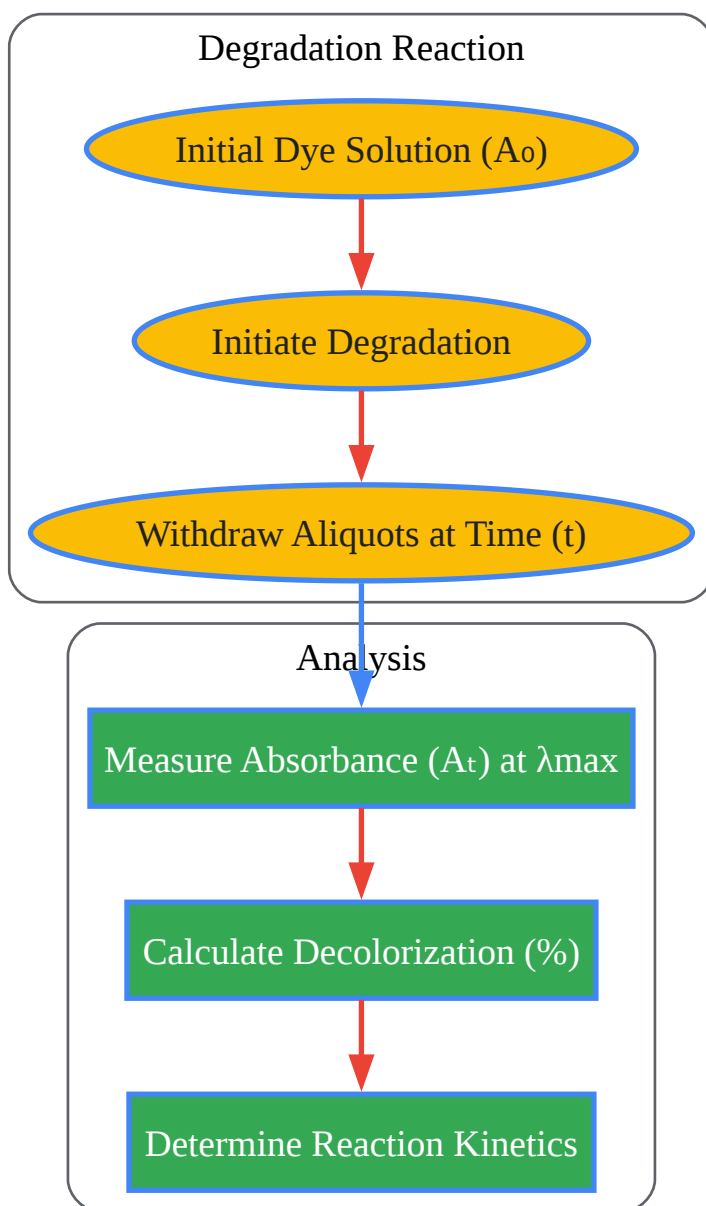 Degradation Reaction
Initial Dye Solution (A₀)
Initiate Degradation
Withdraw Aliquots at Time (t)
Analysis
Measure Absorbance (Aₜ) at λmax
Calculate Decolorization (%)
Determine Reaction Kinetics